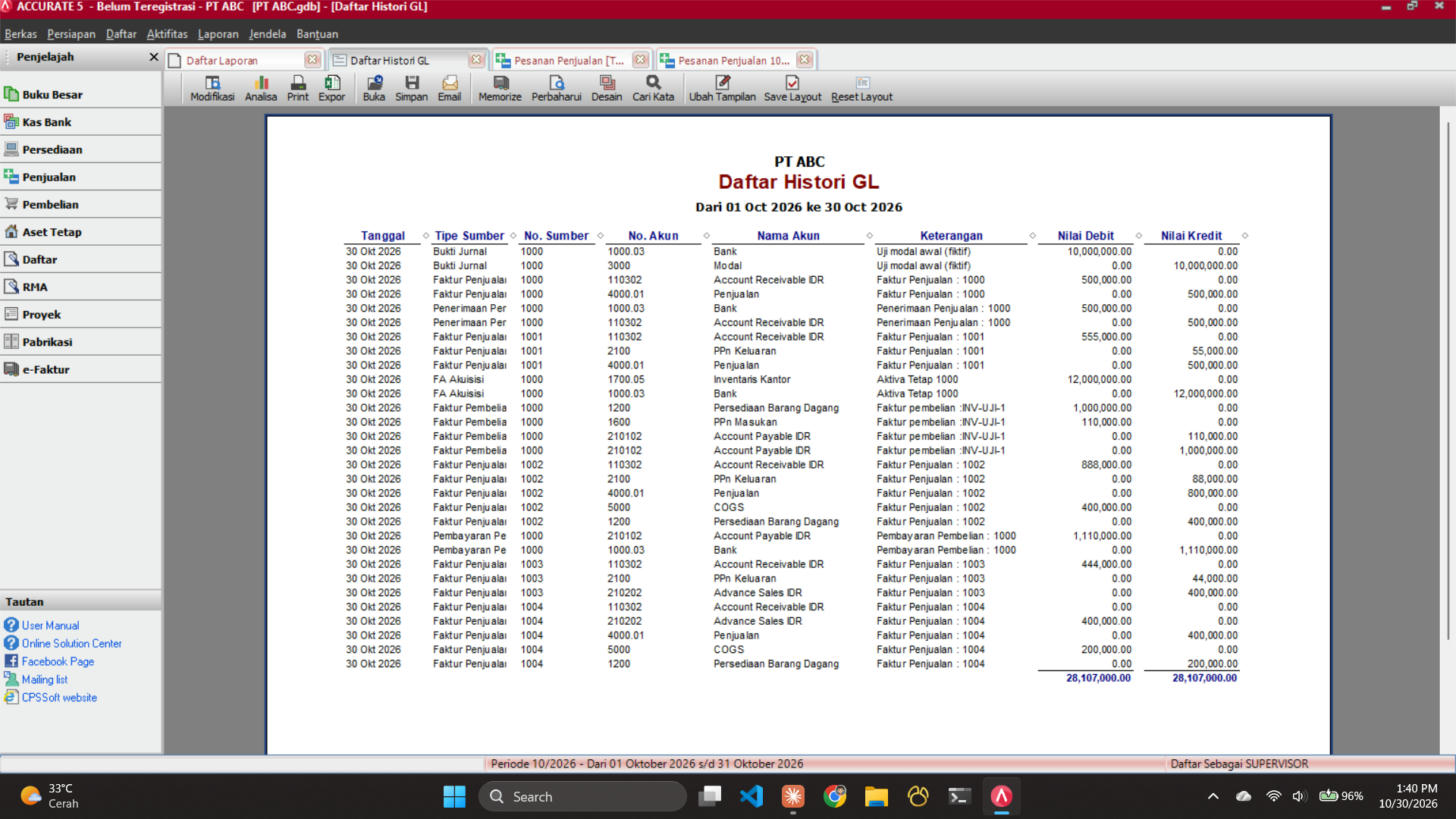 ACCURATE 5 - Belum Teregistrasi - PT ABC [PT ABC.gdb] - [Daftar Histori GL]
Berkas Persiapan Daftar Aktifitas Laporan Jendela Bantuan
Penjelajah
Daftar Laporan
Daftar Histori GL
Pesanan Penjualan [T...
Pesanan Penjualan 10...
Modifikasi Analisa Print Expor Buka Simpan Email Memorize Perbaharui Desain Cari Kata Ubah Tampilan Save Layout Reset Layout
Buku Besar
Kas Bank
Persediaan
Penjualan
Pembelian
Aset Tetap
Daftar
RMA
Proyek
Pabrikasi
e-Faktur
Tautan
User Manual
Online Solution Center
Facebook Page
Mailing list
CPSSoft website
PT ABC
Daftar Histori GL
Dari 01 Oct 2026 ke 30 Oct 2026
Tanggal Tipe Sumber No. Sumber No. Akun Nama Akun Keterangan Nilai Debit Nilai Kredit
30 Okt 2026 Bukti Jurnal 1000 1000.03 Bank Uji modal awal (fiktif) 10,000,000.00 0.00
30 Okt 2026 Bukti Jurnal 1000 3000 Modal Uji modal awal (fiktif) 0.00 10,000,000.00
30 Okt 2026 Faktur Penjualai 1000 110302 Account Receivable IDR Faktur Penjualan : 1000 500,000.00 0.00
30 Okt 2026 Faktur Penjualai 1000 4000.01 Penjualan Faktur Penjualan : 1000 0.00 500,000.00
30 Okt 2026 Penerimaan Per 1000 1000.03 Bank Penerimaan Penjualan : 1000 500,000.00 0.00
30 Okt 2026 Penerimaan Per 1000 110302 Account Receivable IDR Penerimaan Penjualan : 1000 0.00 500,000.00
30 Okt 2026 Faktur Penjualai 1001 110302 Account Receivable IDR Faktur Penjualan : 1001 555,000.00 0.00
30 Okt 2026 Faktur Penjualai 1001 2100 PPn Keluaran Faktur Penjualan : 1001 0.00 55,000.00
30 Okt 2026 Faktur Penjualai 1001 4000.01 Penjualan Faktur Penjualan : 1001 0.00 500,000.00
30 Okt 2026 FA Akuisisi 1000 1700.05 Inventaris Kantor Aktiva Tetap 1000 12,000,000.00 0.00
30 Okt 2026 FA Akuisisi 1000 1000.03 Bank Aktiva Tetap 1000 0.00 12,000,000.00
30 Okt 2026 Faktur Pembelia 1000 1200 Persediaan Barang Dagang Faktur pembelian :INV-UJI-1 1,000,000.00 0.00
30 Okt 2026 Faktur Pembelia 1000 1600 PPn Masukan Faktur pembelian :INV-UJI-1 110,000.00 0.00
30 Okt 2026 Faktur Pembelia 1000 210102 Account Payable IDR Faktur pembelian :INV-UJI-1 0.00 110,000.00
30 Okt 2026 Faktur Pembelia 1000 210102 Account Payable IDR Faktur pembelian :INV-UJI-1 0.00 1,000,000.00
30 Okt 2026 Faktur Penjualai 1002 110302 Account Receivable IDR Faktur Penjualan : 1002 888,000.00 0.00
30 Okt 2026 Faktur Penjualai 1002 2100 PPn Keluaran Faktur Penjualan : 1002 0.00 88,000.00
30 Okt 2026 Faktur Penjualai 1002 4000.01 Penjualan Faktur Penjualan : 1002 0.00 800,000.00
30 Okt 2026 Faktur Penjualai 1002 5000 COGS Faktur Penjualan : 1002 400,000.00 0.00
30 Okt 2026 Faktur Penjualai 1002 1200 Persediaan Barang Dagang Faktur Penjualan : 1002 0.00 400,000.00
30 Okt 2026 Pembayaran Pe 1000 210102 Account Payable IDR Pembayaran Pembelian : 1000 1,110,000.00 0.00
30 Okt 2026 Pembayaran Pe 1000 1000.03 Bank Pembayaran Pembelian : 1000 0.00 1,110,000.00
30 Okt 2026 Faktur Penjualai 1003 110302 Account Receivable IDR Faktur Penjualan : 1003 444,000.00 0.00
30 Okt 2026 Faktur Penjualai 1003 2100 PPn Keluaran Faktur Penjualan : 1003 0.00 44,000.00
30 Okt 2026 Faktur Penjualai 1003 210202 Advance Sales IDR Faktur Penjualan : 1003 0.00 400,000.00
30 Okt 2026 Faktur Penjualai 1004 110302 Account Receivable IDR Faktur Penjualan : 1004 0.00 0.00
30 Okt 2026 Faktur Penjualai 1004 210202 Advance Sales IDR Faktur Penjualan : 1004 400,000.00 0.00
30 Okt 2026 Faktur Penjualai 1004 4000.01 Penjualan Faktur Penjualan : 1004 0.00 400,000.00
30 Okt 2026 Faktur Penjualai 1004 5000 COGS Faktur Penjualan : 1004 200,000.00 0.00
30 Okt 2026 Faktur Penjualai 1004 1200 Persediaan Barang Dagang Faktur Penjualan : 1004 0.00 200,000.00
28,107,000.00 28,107,000.00
Periode 10/2026 - Dari 01 Oktober 2026 s/d 31 Oktober 2026
Daftar Sebagai SUPERVISOR
33°C
Cerah
Search
96%
1:40 PM
10/30/2026